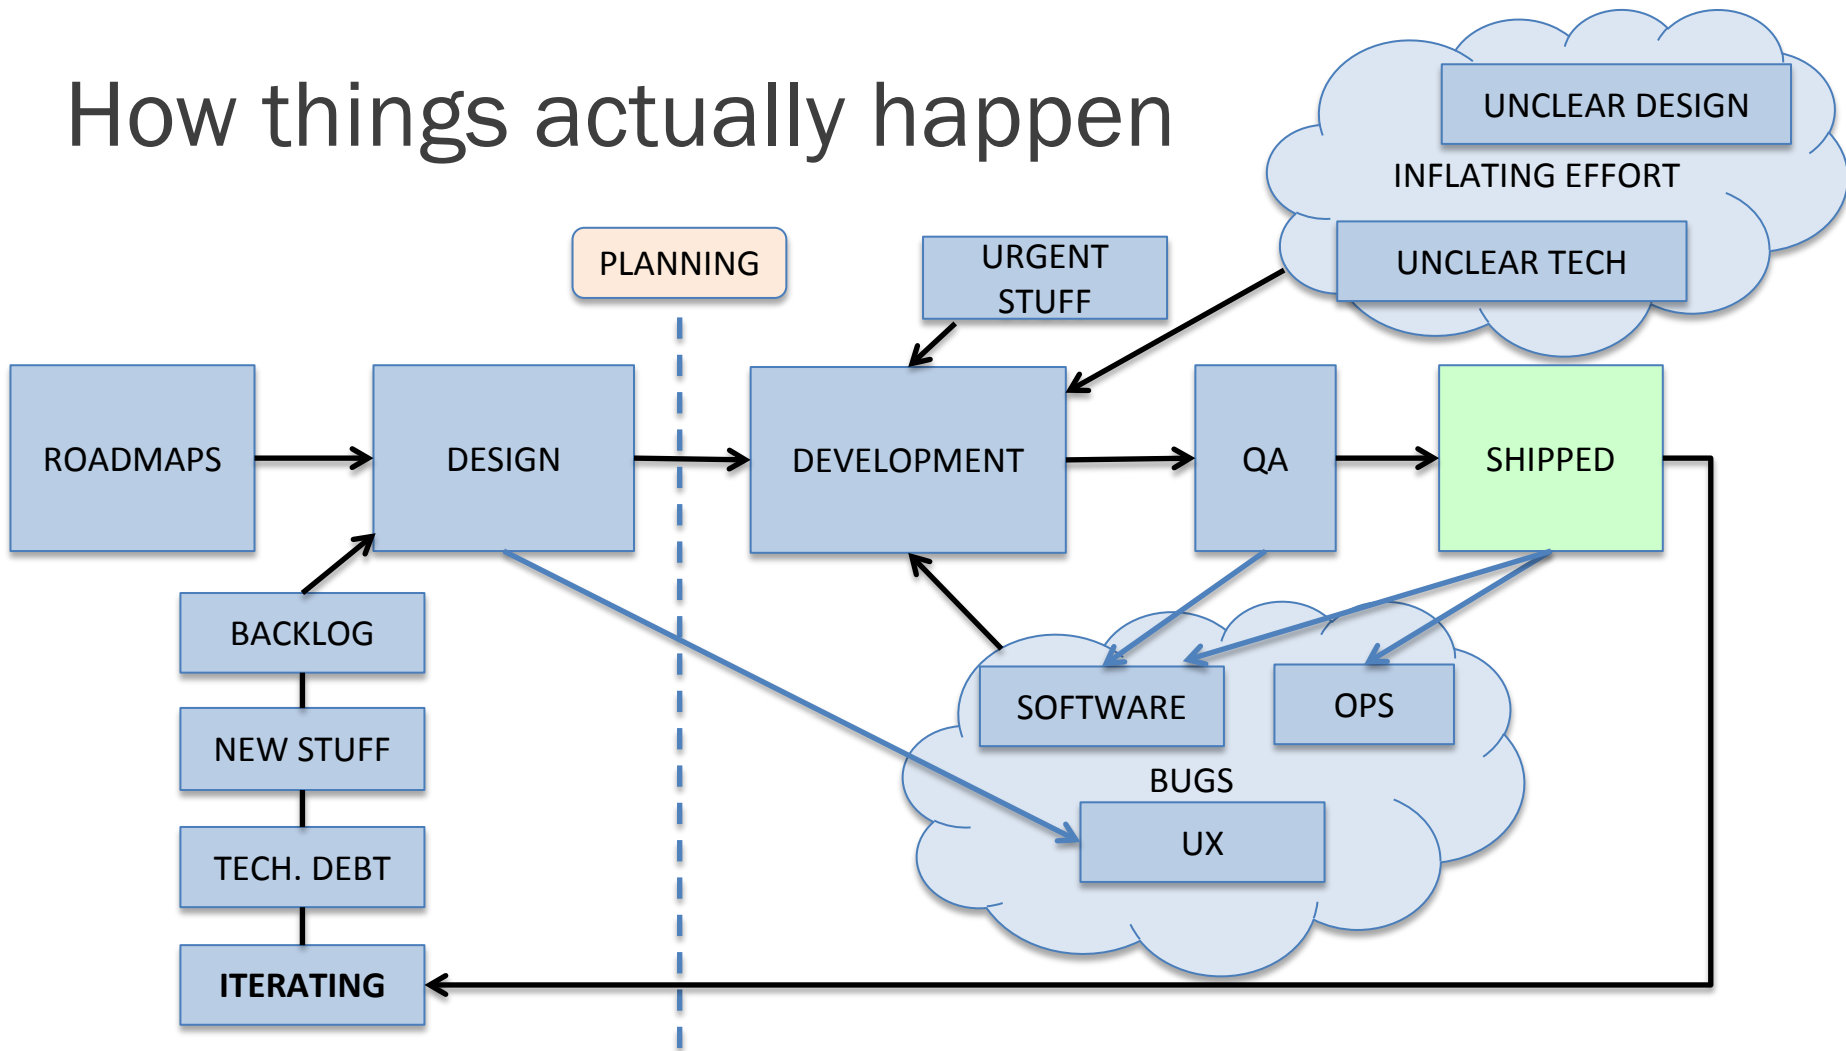 How things actually happen
UNCLEAR DESIGN
INFLATING EFFORT
UNCLEAR TECH
PLANNING
URGENT
STUFF
ROADMAPS
DESIGN
DEVELOPMENT
QA
SHIPPED
BACKLOG
NEW STUFF
TECH. DEBT
ITERATING
SOFTWARE
OPS
BUGS
UX